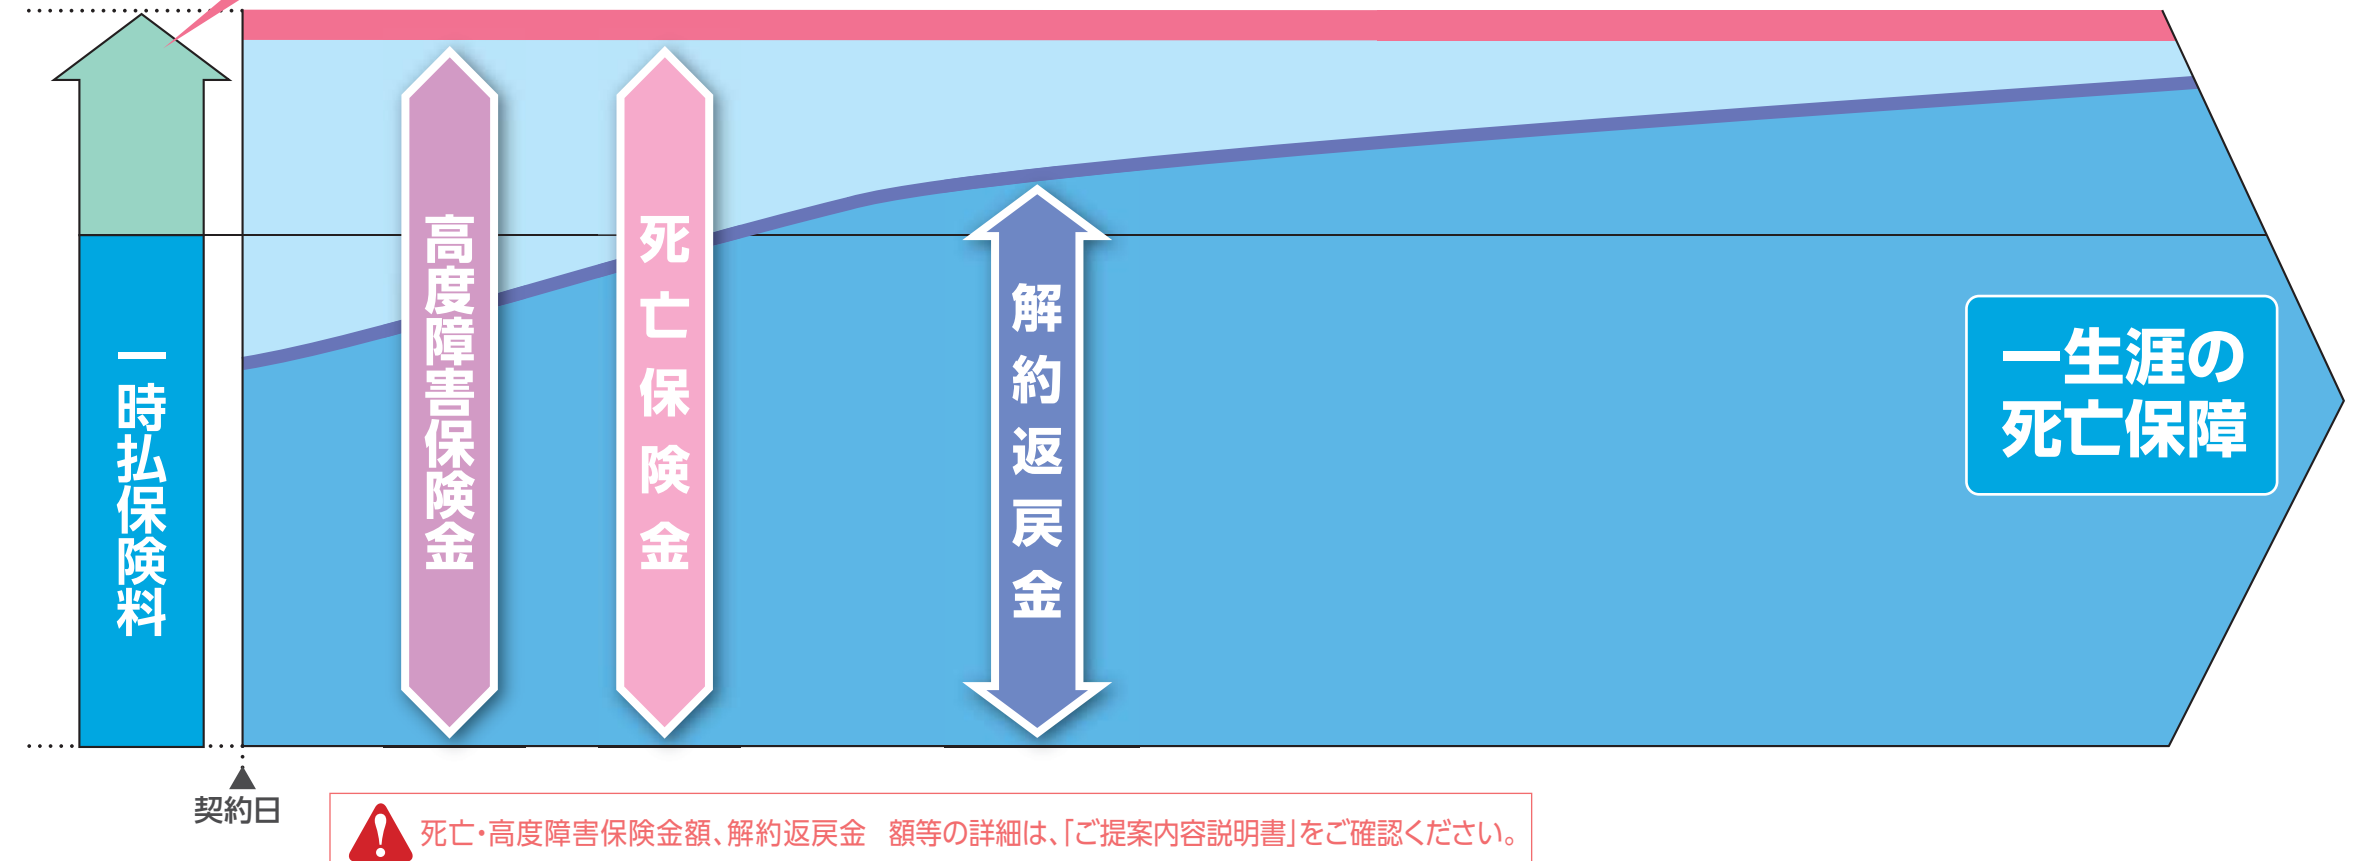 一時払保険料
高度障害保険金
死亡保険金
解約返戻金
一生涯の
死亡保障
契約日
死亡・高度障害保険金額、解約返戻金　額等の詳細は、「ご提案内容説明書」をご確認ください。